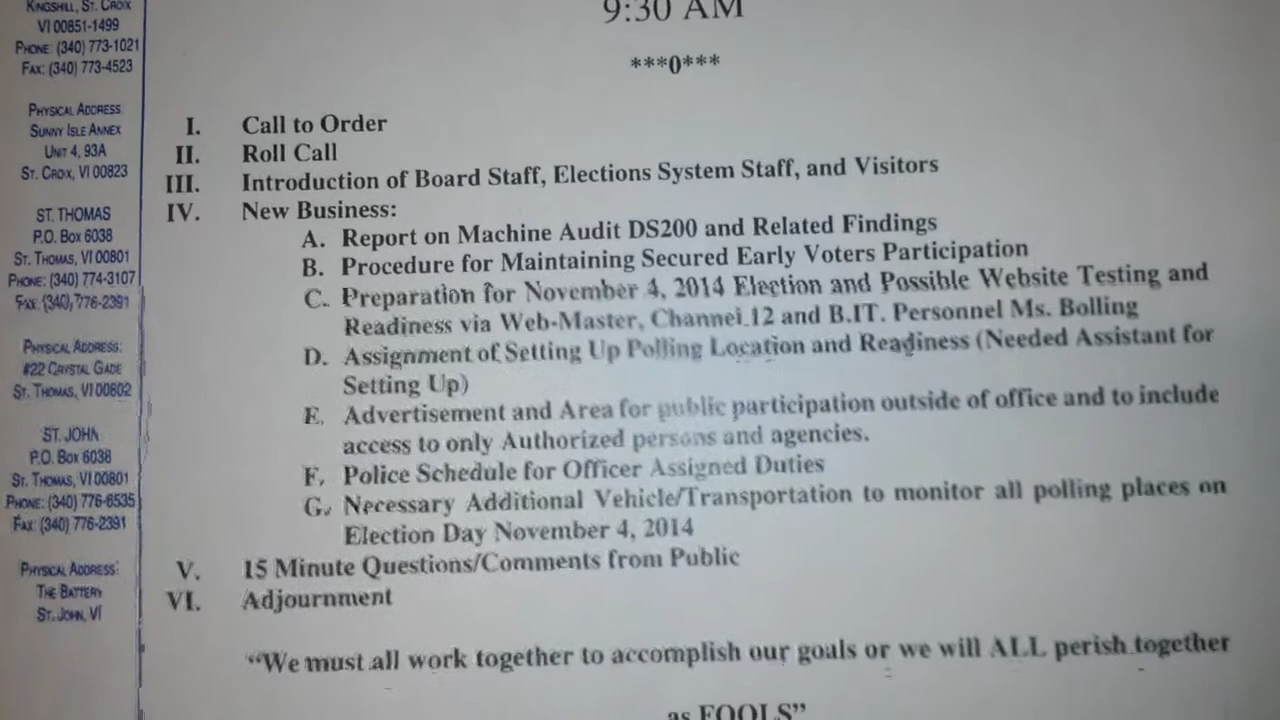 KINGSHILL, ST. CROIX
VI 00851-1499
PHONE: (340) 773-1021
FAX: (340) 773-4523
PHYSICAL ADDRESS
SUNNY ISLE ANNEX
UNIT 4, 93A
ST. CROIX, VI 00823
ST. THOMAS
P.O. BOX 6038
ST. THOMAS, VI 00801
PHONE: (340) 774-3107
FAX: (340) 776-2391
PHYSICAL ADDRESS:
#22 CRYSTAL GADE
ST. THOMAS, VI 00802
ST. JOHN
P.O. BOX 6038
ST. THOMAS, VI 00801
PHONE: (340) 776-6535
FAX: (340) 776-2391
PHYSICAL ADDRESS:
THE BATTERY
ST. JOHN, VI
9:30 AM
***0***
I. Call to Order
II. Roll Call
III. Introduction of Board Staff, Elections System Staff, and Visitors
IV. New Business:
A. Report on Machine Audit DS200 and Related Findings
B. Procedure for Maintaining Secured Early Voters Participation
C. Preparation for November 4, 2014 Election and Possible Website Testing and
Readiness via Web-Master, Channel 12 and B.IT. Personnel Ms. Bolling
D. Assignment of Setting Up Polling Location and Readiness (Needed Assistant for
Setting Up)
E. Advertisement and Area for public participation outside of office and to include
access to only Authorized persons and agencies.
F. Police Schedule for Officer Assigned Duties
G. Necessary Additional Vehicle/Transportation to monitor all polling places on
Election Day November 4, 2014
V. 15 Minute Questions/Comments from Public
VI. Adjournment
“We must all work together to accomplish our goals or we will ALL perish together
as FOOLS”